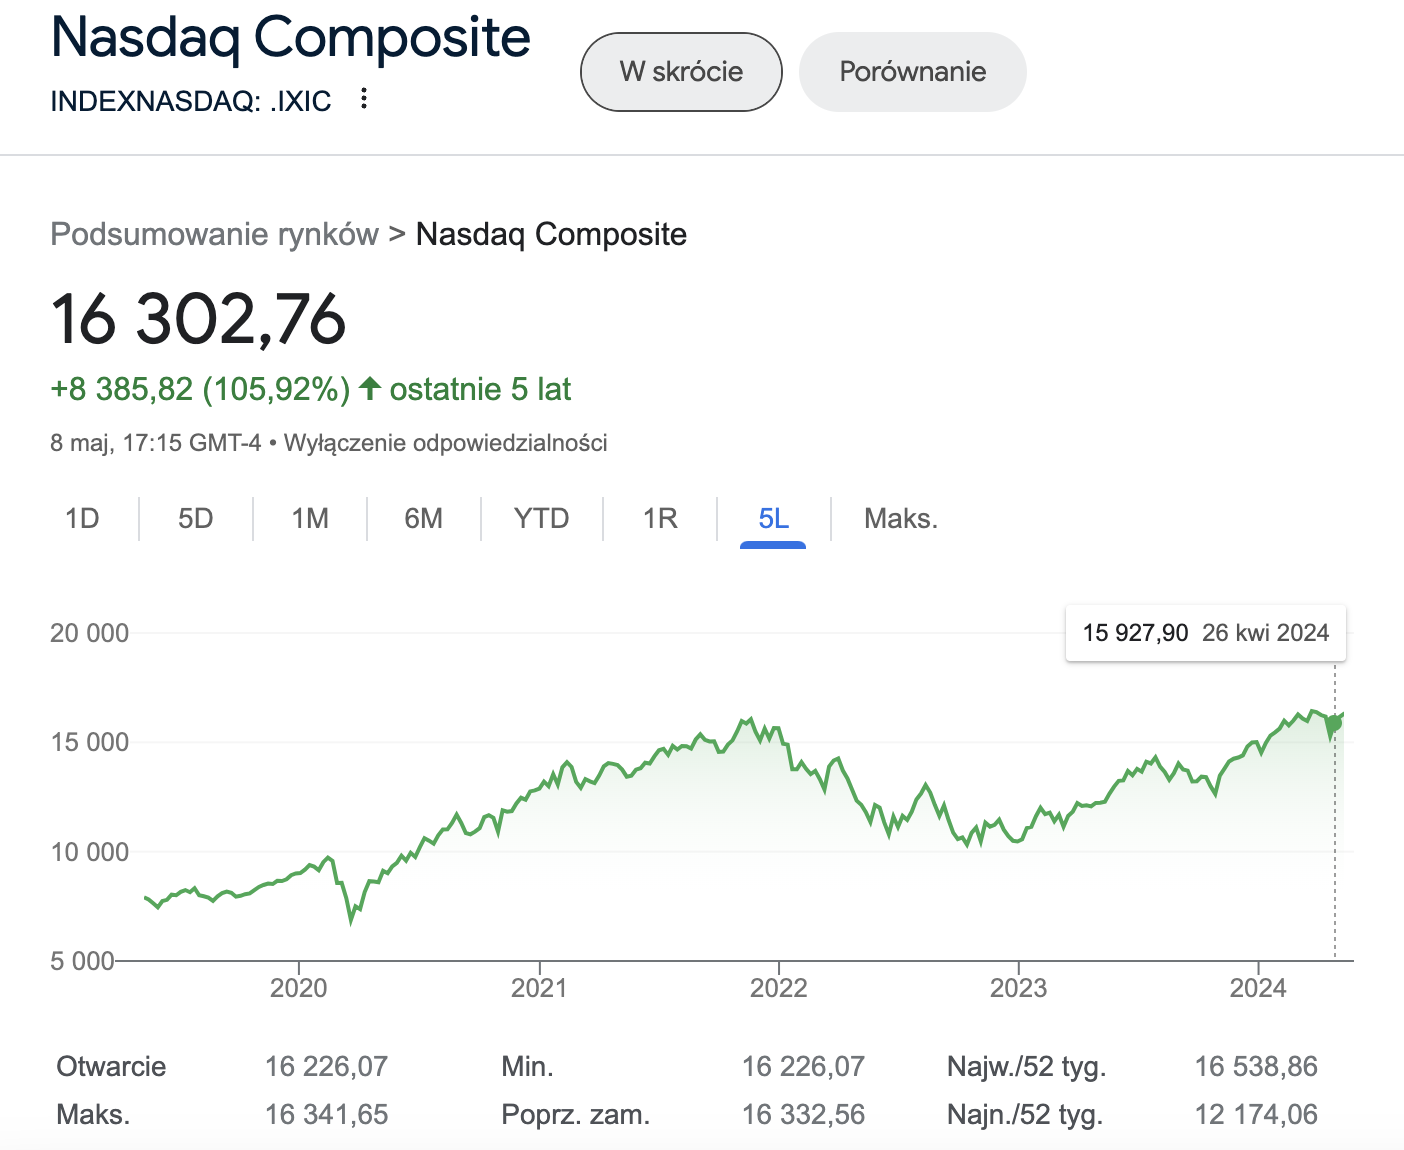 Nasdaq Composite
INDEXNASDAQ: .IXIC
W skrócie
Porównanie
Podsumowanie rynków > Nasdaq Composite
16 302,76
+8 385,82 (105,92%) ↑ ostatnie 5 lat
8 maj, 17:15 GMT-4 • Wyłączenie odpowiedzialności
1D 5D 1M 6M YTD 1R 5L Maks.
15 927,90 26 kwi 2024
20 000
15 000
10 000
5 000
2020 2021 2022 2023 2024
Otwarcie 16 226,07 Min. 16 226,07 Najw./52 tyg. 16 538,86
Maks. 16 341,65 Poprz. zam. 16 332,56 Najn./52 tyg. 12 174,06